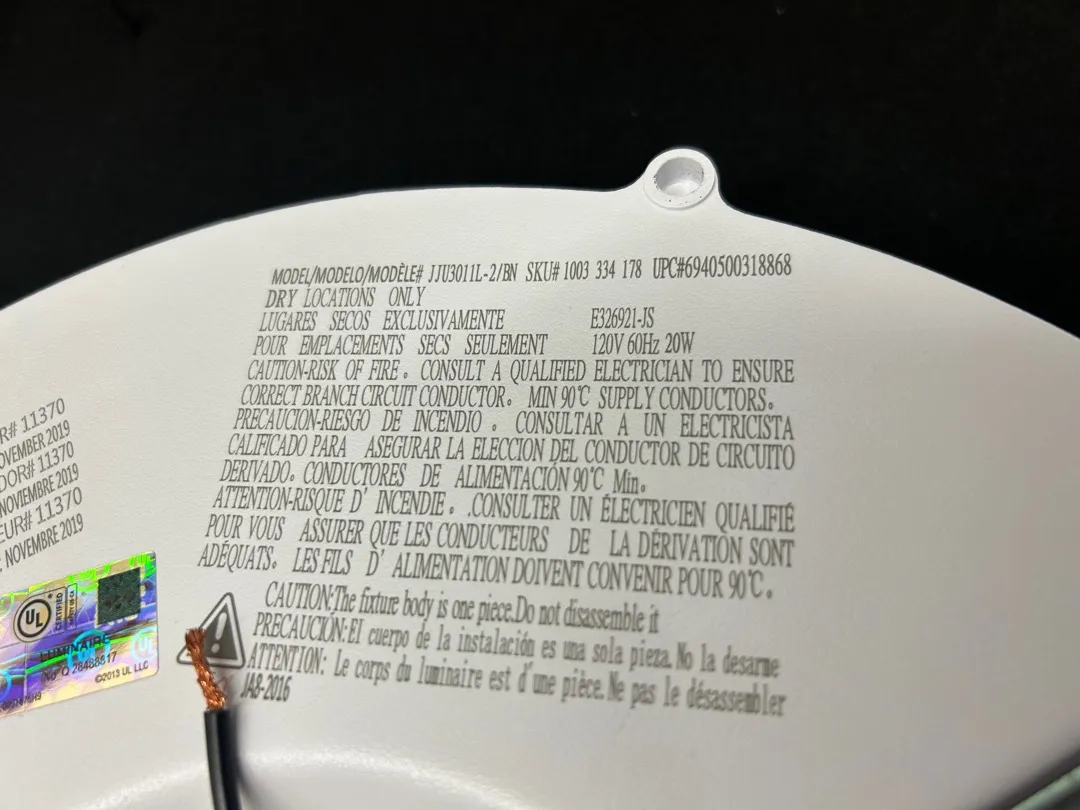 MODEL/MODELO/MODÈLE# JJU3011L-2/BN SKU# 1003 334 178 UPC#6940500318868
DRY LOCATIONS ONLY
LUGARES SECOS EXCLUSIVAMENTE E326921-JS
POUR EMPLACEMENTS SECS SEULEMENT 120V 60Hz 20W
CAUTION-RISK OF FIRE. CONSULT A QUALIFIED ELECTRICIAN TO ENSURE
CORRECT BRANCH CIRCUIT CONDUCTOR. MIN 90℃ SUPPLY CONDUCTORS.
PRECAUCION-RIESGO DE INCENDIO. CONSULTAR A UN ELECTRICISTA
CALIFICADO PARA ASEGURAR LA ELECCION DEL CONDUCTOR DE CIRCUITO
DERIVADO. CONDUCTORES DE ALIMENTACIÓN 90℃ Min.
ATTENTION-RISQUE D' INCENDIE. .CONSULTER UN ÉLECTRICIEN QUALIFIÉ
POUR VOUS ASSURER QUE LES CONDUCTEURS DE LA DÉRIVATION SONT
ADÉQUATS. LES FILS D' ALIMENTATION DOIVENT CONVENIR POUR 90℃.
CAUTION:The fixture body is one piece.Do not disassemble it
PRECAUCIÓN:El cuerpo de la instalación es una sola pieza. No la desarme
ATTENTION: Le corps du luminaire est d'une pièce. Ne pas le désassembler
JA8-2016
R# 11370
OVEMBER 2019
DOR# 11370
NOVIEMBRE 2019
EUR# 11370
: NOVEMBRE 2019
UL CERTIFIED
LUMINAIRE
No Q 28488817
©2013 UL LLC